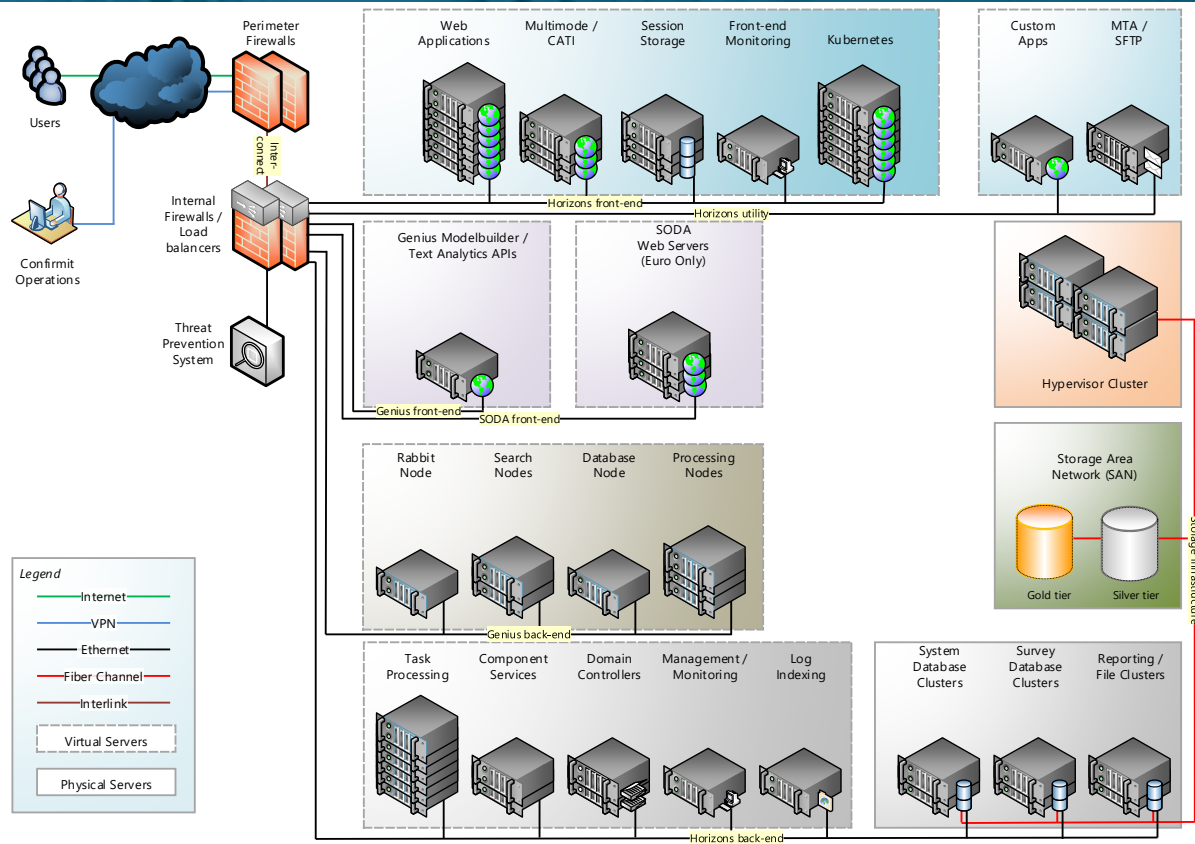 Perimeter
Firewalls
Users
Inter-
connect
Confirmit
Operations
Internal
Firewalls /
Load
balancers
Threat
Prevention
System
Web
Applications
Multimode /
CATI
Session
Storage
Front-end
Monitoring
Kubernetes
Horizons front-end
Custom
Apps
MTA /
SFTP
Horizons utility
Genius Modelbuilder /
Text Analytics APIs
Genius front-end
SODA
Web Servers
(Euro Only)
SODA front-end
Hypervisor Cluster
Storage Area
Network (SAN)
Gold tier
Silver tier
Storage infrastructure
Rabbit
Node
Search
Nodes
Database
Node
Processing
Nodes
Genius back-end
Task
Processing
Component
Services
Domain
Controllers
Management /
Monitoring
Log
Indexing
System
Database
Clusters
Survey
Database
Clusters
Reporting /
File Clusters
Horizons back-end
Legend
Internet
VPN
Ethernet
Fiber Channel
Interlink
Virtual Servers
Physical Servers